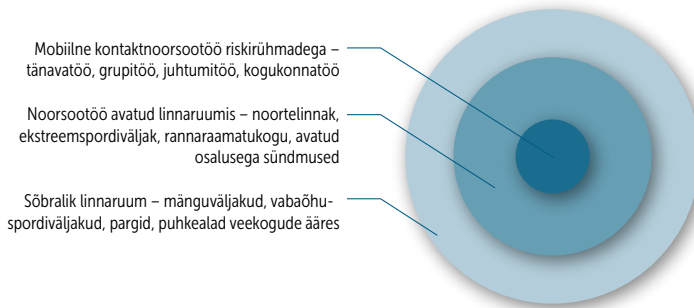 Mobiilne kontaktnoorsootöö riskirühmadega –
tänavatöö, grupitöö, juhtumitöö, kogukonnatöö
Noorsootöö avatud linnaruumis – noortelinnak,
ekstreemspordiväljak, rannaraamatukogu, avatud
osalusega sündmused
Sõbralik linnaruum – mänguväljakud, vabaõhu-
spordiväljakud, pargid, puhkealad veekogude ääres